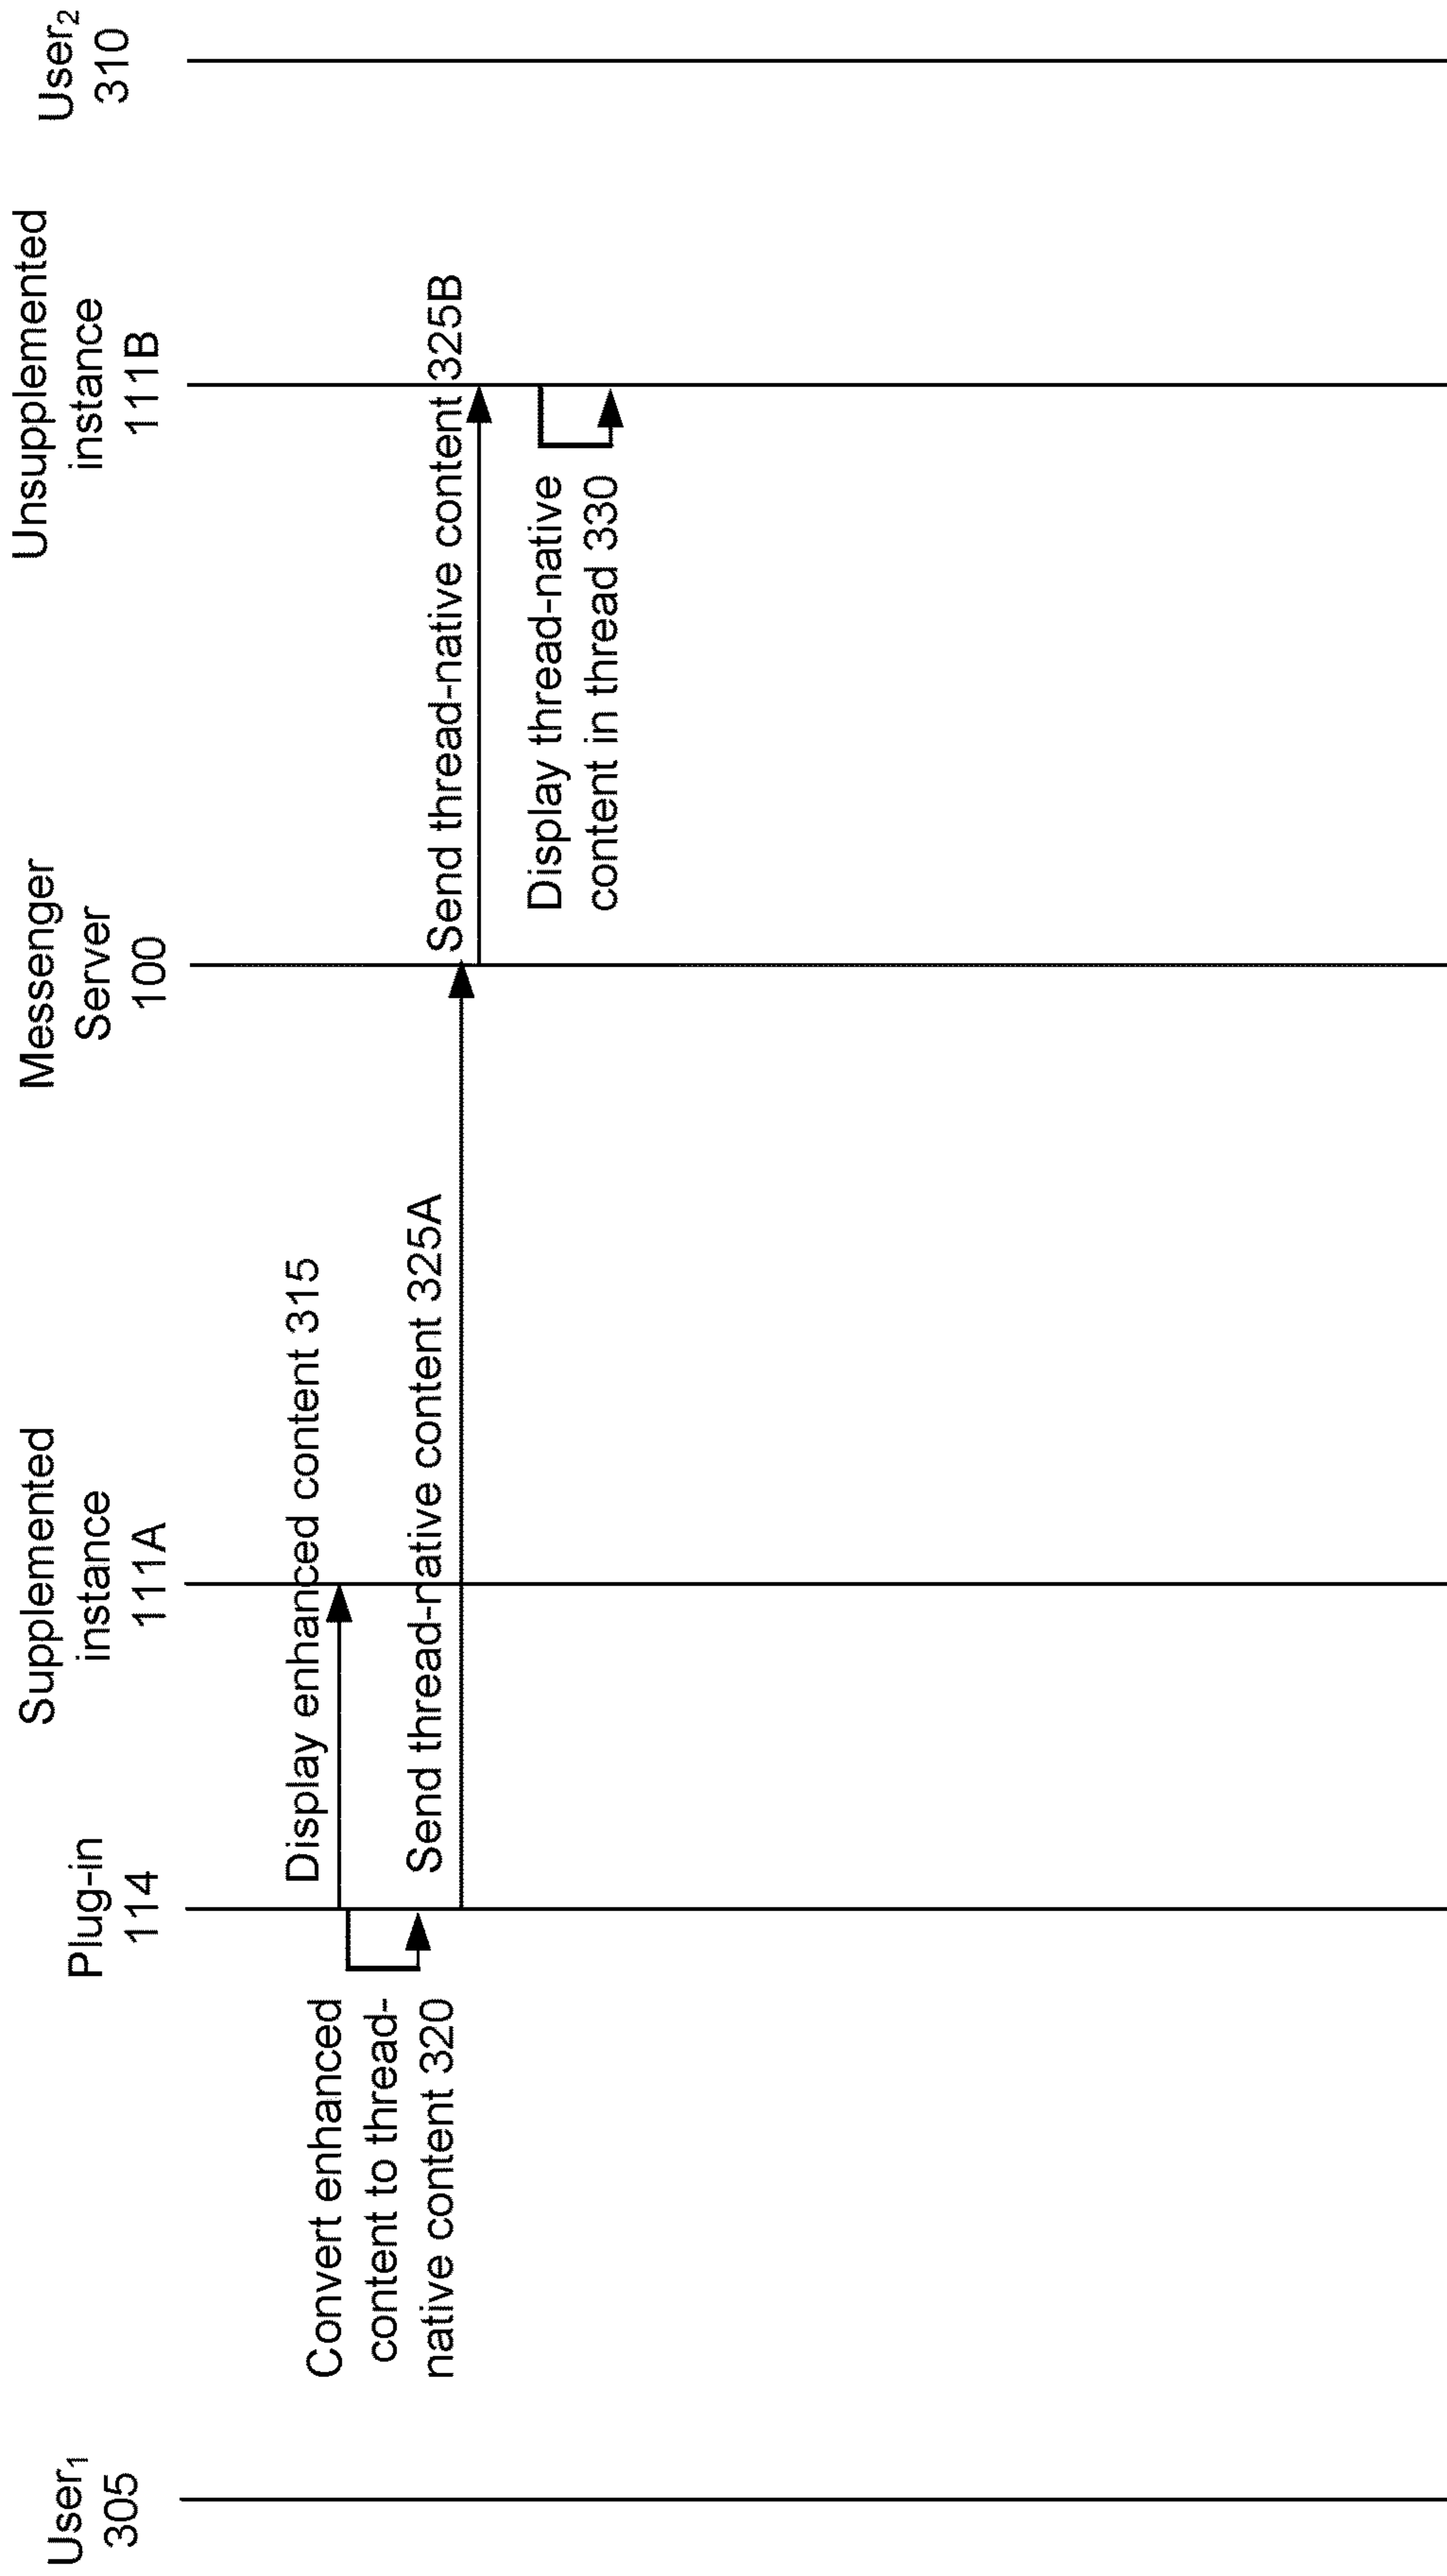 User₁
305
Plug-in
114
Supplemented
instance
111A
Messenger
Server
100
Unsupplemented
instance
111B
User₂
310
Display enhanced content 315
Convert enhanced
content to thread-
native content 320
Send thread-native content 325A
Send thread-native content 325B
Display thread-native
content in thread 330